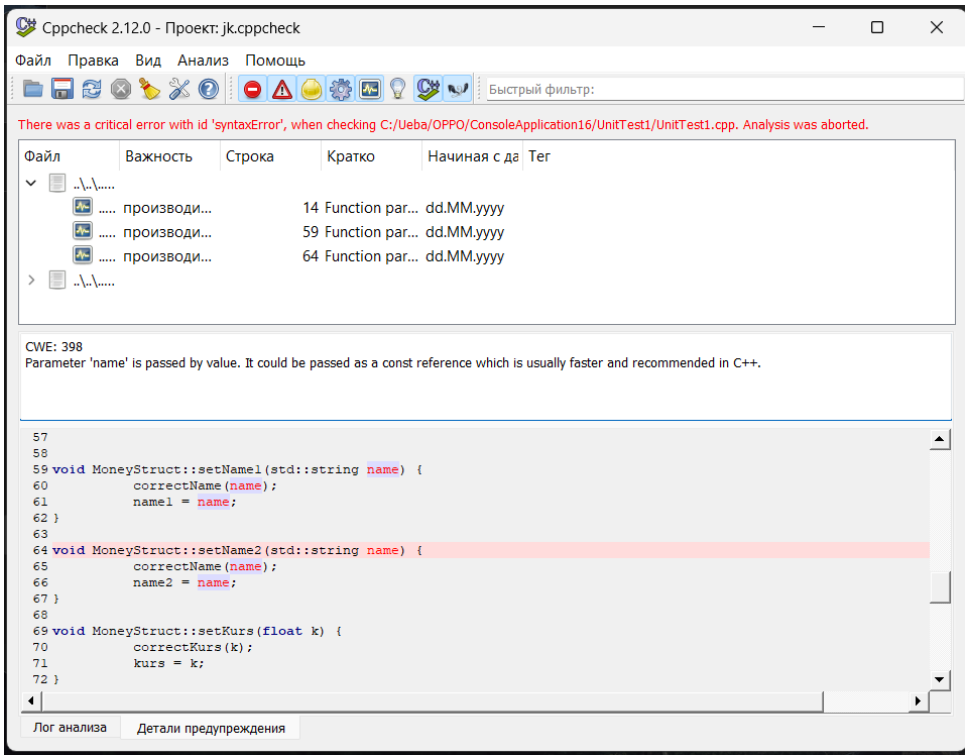 Cppcheck 2.12.0 - Проект: jk.cppcheck
Файл Правка Вид Анализ Помощь
Быстрый фильтр:
There was a critical error with id 'syntaxError', when checking C:/Ueba/OPPO/ConsoleApplication16/UnitTest1/UnitTest1.cpp. Analysis was aborted.
Файл Важность Строка Кратко Начиная с да Тег
..\..\.....
..... производи... 14 Function par... dd.MM.yyyy
..... производи... 59 Function par... dd.MM.yyyy
..... производи... 64 Function par... dd.MM.yyyy
..\..\.....
CWE: 398
Parameter 'name' is passed by value. It could be passed as a const reference which is usually faster and recommended in C++.
57
58
59 void MoneyStruct::setName1(std::string name) {
60 correctName(name);
61 name1 = name;
62 }
63
64 void MoneyStruct::setName2(std::string name) {
65 correctName(name);
66 name2 = name;
67 }
68
69 void MoneyStruct::setKurs(float k) {
70 correctKurs(k);
71 kurs = k;
72 }
Лог анализа Детали предупреждения